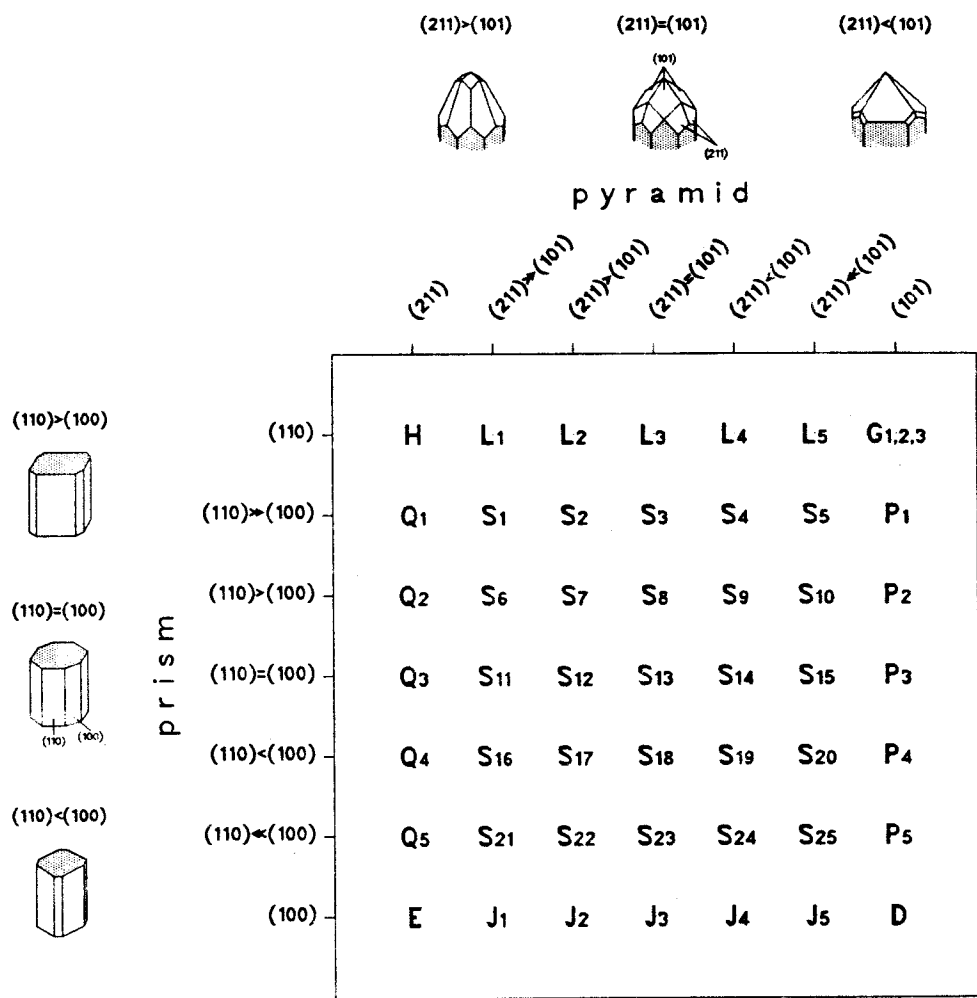 (211)>(101) (211)=(101) (211)<(101)
(101)
(211)
pyramid
(211) (211)≫(101) (211)>(101) (211)=(101) (211)<(101) (211)≪(101) (101)
(110)>(100)
(110)=(100)
(110) (100)
(110)<(100)
prism
(110) H L1 L2 L3 L4 L5 G1,2,3
(110)≫(100) Q1 S1 S2 S3 S4 S5 P1
(110)>(100) Q2 S6 S7 S8 S9 S10 P2
(110)=(100) Q3 S11 S12 S13 S14 S15 P3
(110)<(100) Q4 S16 S17 S18 S19 S20 P4
(110)≪(100) Q5 S21 S22 S23 S24 S25 P5
(100) E J1 J2 J3 J4 J5 D